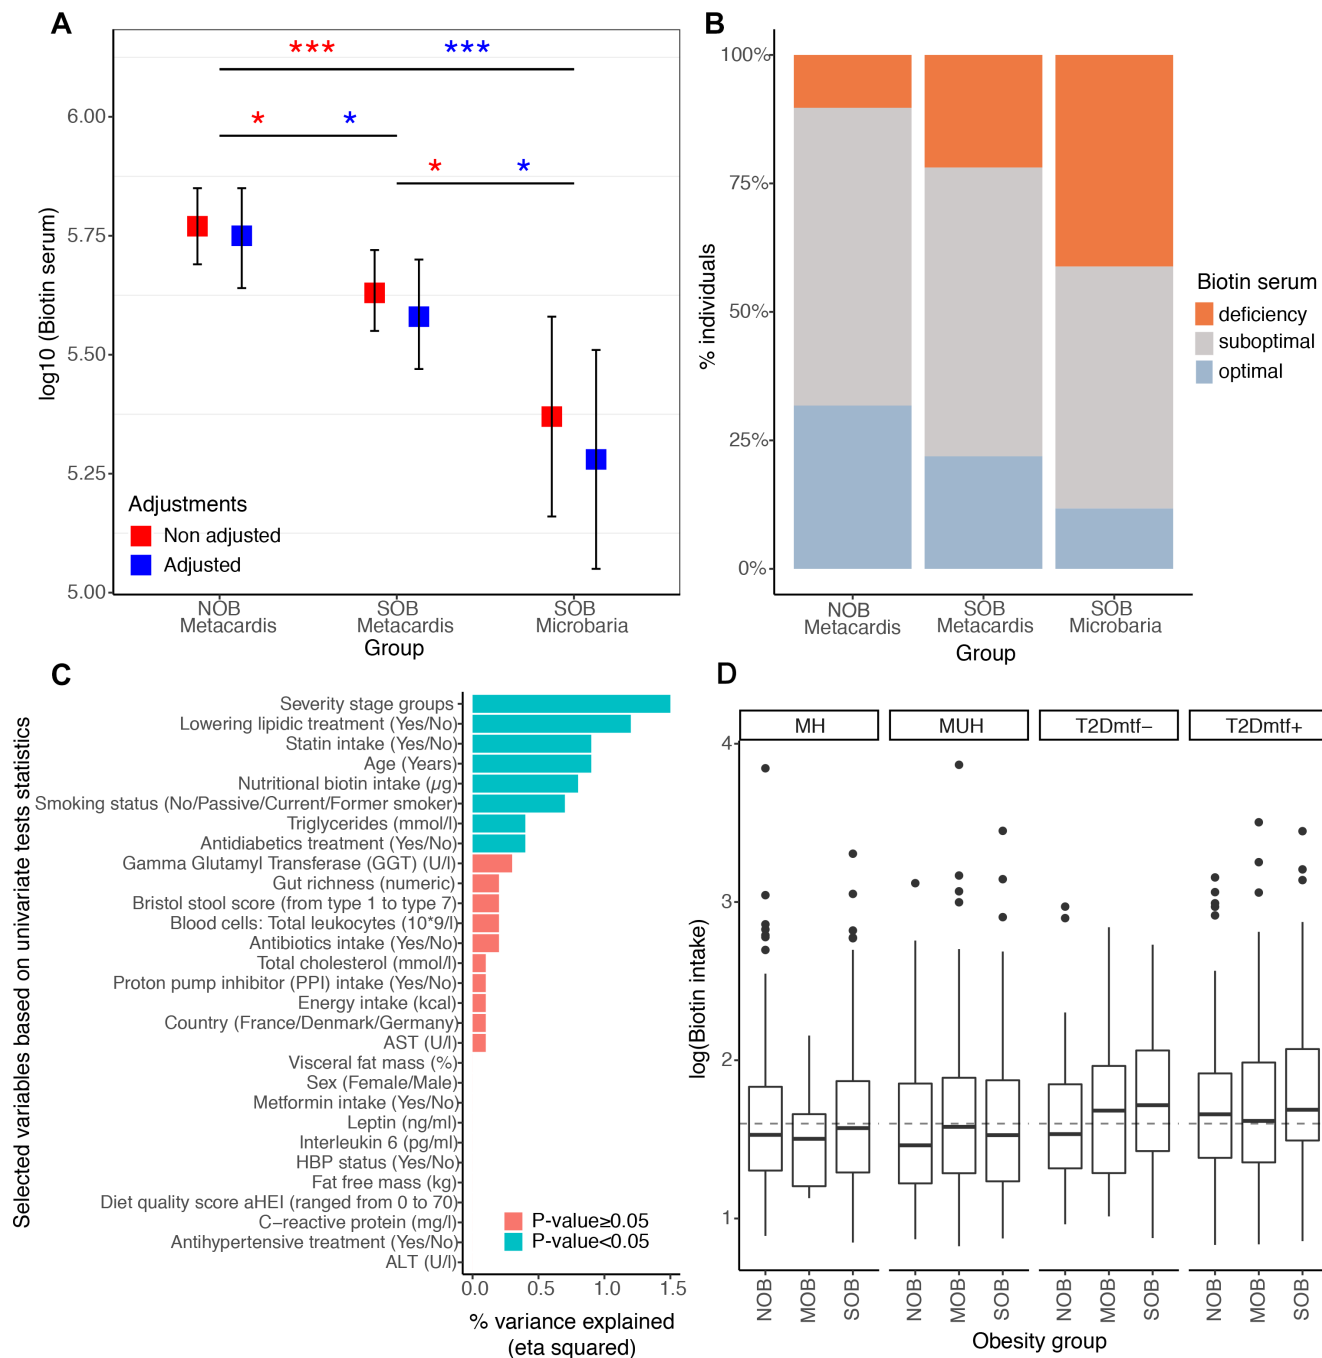 A
*** ***
* *
* *
6.00
5.75
5.50
5.25
5.00
log10 (Biotin serum)
Adjustments
Non adjusted
Adjusted
NOB
Metacardis
SOB
Metacardis
SOB
Microbaria
Group
B
100%
75%
50%
25%
0%
% individuals
NOB
Metacardis
SOB
Metacardis
SOB
Microbaria
Group
Biotin serum
deficiency
suboptimal
optimal
C
Selected variables based on univariate tests statistics
Severity stage groups
Lowering lipidic treatment (Yes/No)
Statin intake (Yes/No)
Age (Years)
Nutritional biotin intake (µg)
Smoking status (No/Passive/Current/Former smoker)
Triglycerides (mmol/l)
Antidiabetics treatment (Yes/No)
Gamma Glutamyl Transferase (GGT) (U/l)
Gut richness (numeric)
Bristol stool score (from type 1 to type 7)
Blood cells: Total leukocytes (10*9/l)
Antibiotics intake (Yes/No)
Total cholesterol (mmol/l)
Proton pump inhibitor (PPI) intake (Yes/No)
Energy intake (kcal)
Country (France/Denmark/Germany)
AST (U/l)
Visceral fat mass (%)
Sex (Female/Male)
Metformin intake (Yes/No)
Leptin (ng/ml)
Interleukin 6 (pg/ml)
HBP status (Yes/No)
Fat free mass (kg)
Diet quality score aHEI (ranged from 0 to 70)
C−reactive protein (mg/l)
Antihypertensive treatment (Yes/No)
ALT (U/l)
P-value≥0.05
P-value<0.05
0.0 0.5 1.0 1.5
% variance explained
(eta squared)
D
MH MUH T2Dmtf− T2Dmtf+
4
3
2
1
log(Biotin intake)
NOB MOB SOB NOB MOB SOB NOB MOB SOB NOB MOB SOB
Obesity group